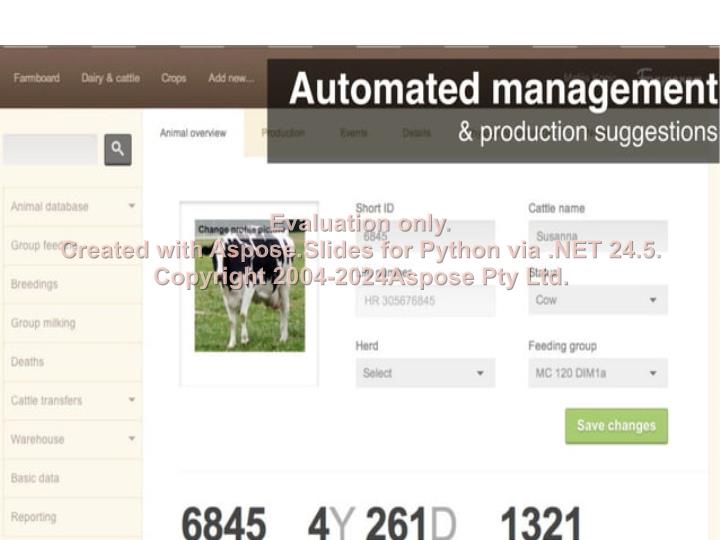 Farmboard Dairy & cattle Crops Add new...
Automated management
& production suggestions
Animal overview Production Events Details
Animal database
Group feeding
Breedings
Group milking
Deaths
Cattle transfers
Warehouse
Basic data
Reporting
Change profile picture
Short ID
6845
Cattle name
Susanna
HR 305676845
Status
Cow
Herd
Select
Feeding group
MC 120 DIM1a
Save changes
6845 4Y 261D 1321
Evaluation only.
Created with Aspose.Slides for Python via .NET 24.5.
Copyright 2004-2024Aspose Pty Ltd.